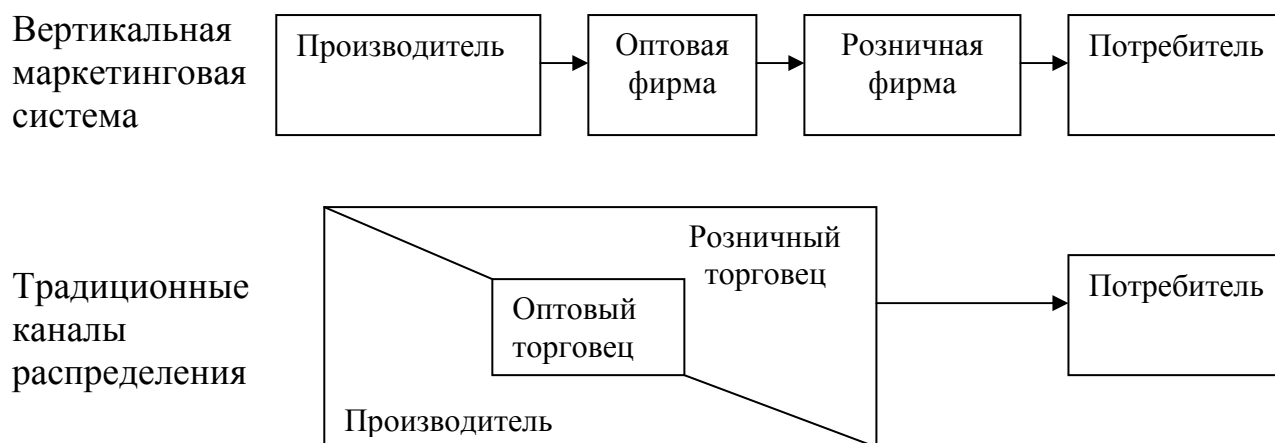 Вертикальная
маркетинговая
система
Производитель
Оптовая
фирма
Розничная
фирма
Потребитель
Традиционные
каналы
распределения
Розничный
торговец
Оптовый
торговец
Производитель
Потребитель